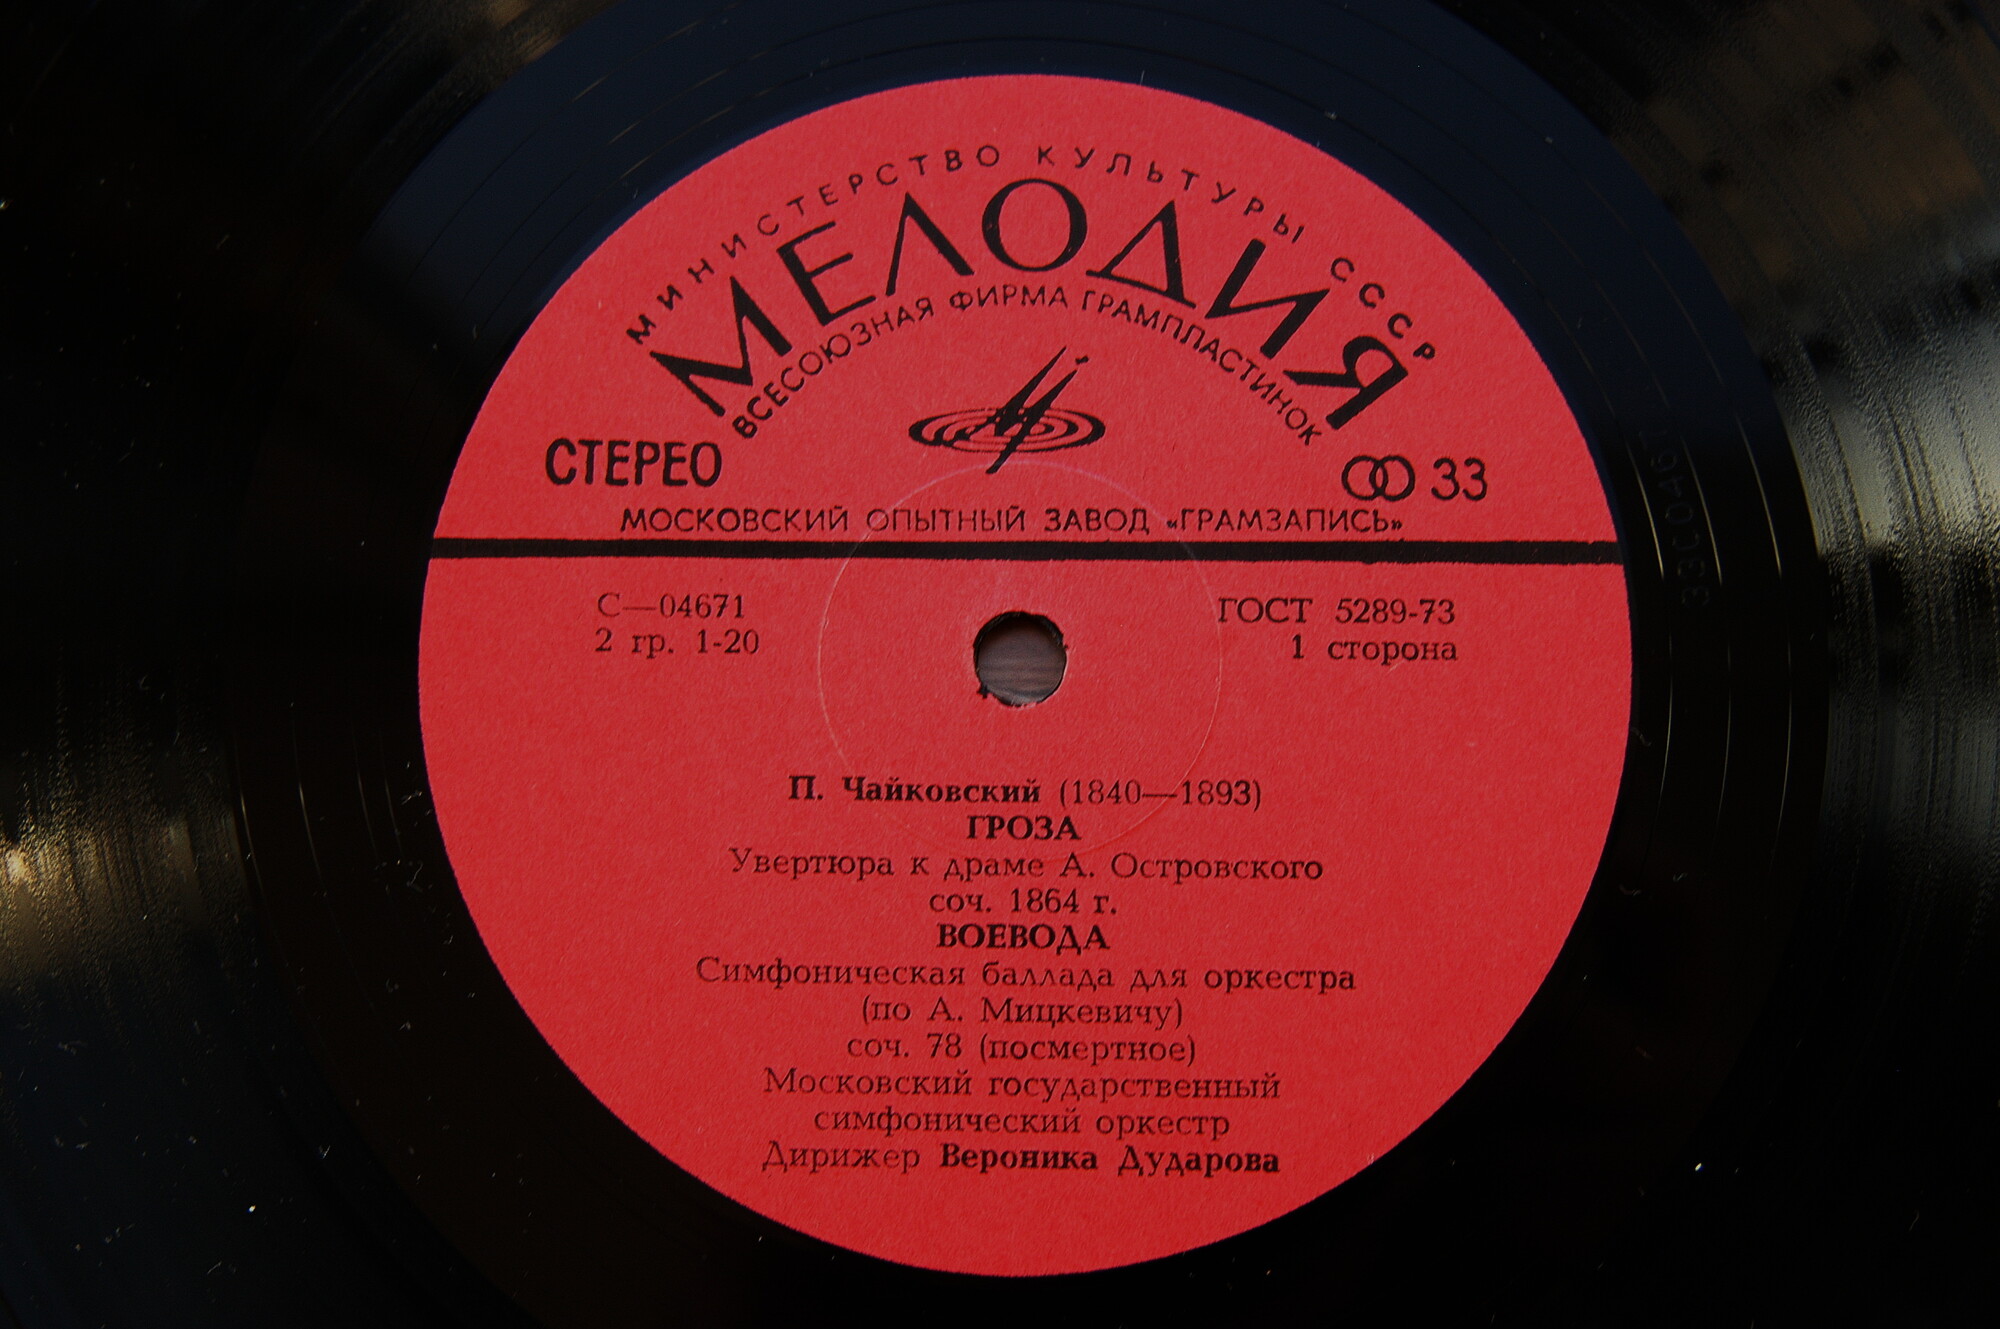 МИНИСТЕРСТВО КУЛЬТУРЫ СССР
МЕЛОДИЯ
ВСЕСОЮЗНАЯ ФИРМА ГРАМПЛАСТИНОК
СТЕРЕО
33
МОСКОВСКИЙ ОПЫТНЫЙ ЗАВОД «ГРАМЗАПИСЬ»
С—04671
ГОСТ 5289-73
2 гр. 1-20
1 сторона
П. Чайковский (1840—1893)
ГРОЗА
Увертюра к драме А. Островского
соч. 1864 г.
ВОЕВОДА
Симфоническая баллада для оркестра
(по А. Мицкевичу)
соч. 78 (посмертное)
Московский государственный
симфонический оркестр
Дирижер Вероника Дударова